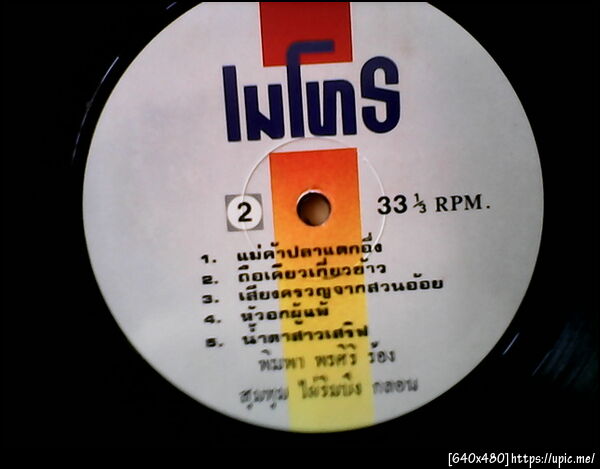 เมโทร
2 33 1/3 RPM.
1. แม่ค้าปลาแดกอึ่ง
2. ถือเคียวเกี่ยวข้าว
3. เสียงครวญจากสวนอ้อย
4. หัวอกผู้แพ้
5. น้ำตาสาวเสริฟ
พิมพา พรศิริ ร้อง
สุมทุม ไผ่ริมบึง กลอน
[640x480]https://upic.me/